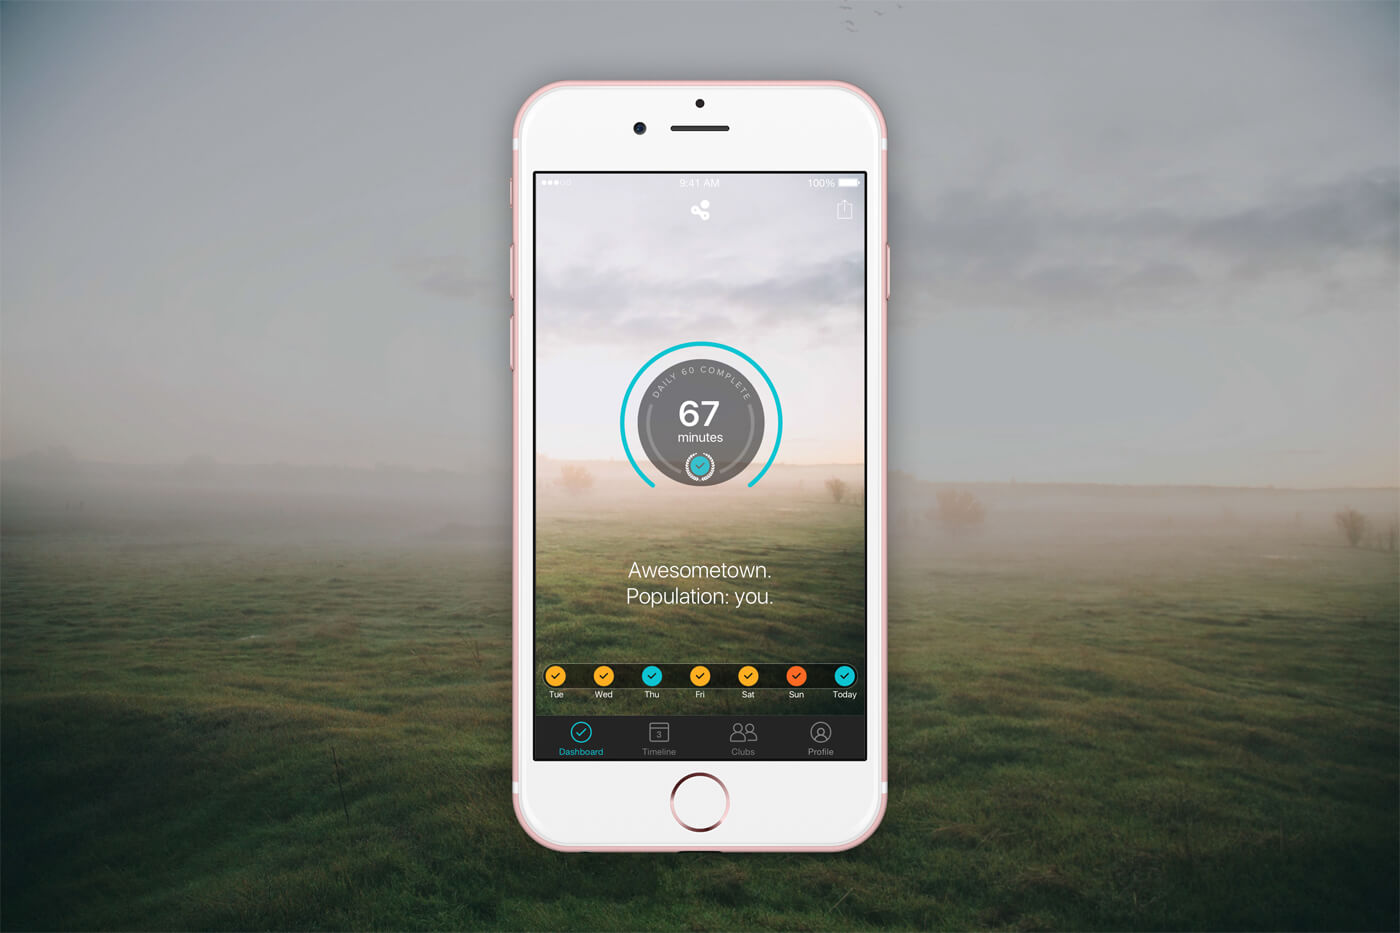 9:41 AM
100%
DAILY 60 COMPLETE
67
minutes
Awesometown.
Population: you.
Tue Wed Thu Fri Sat Sun Today
3
Dashboard Timeline Clubs Profile